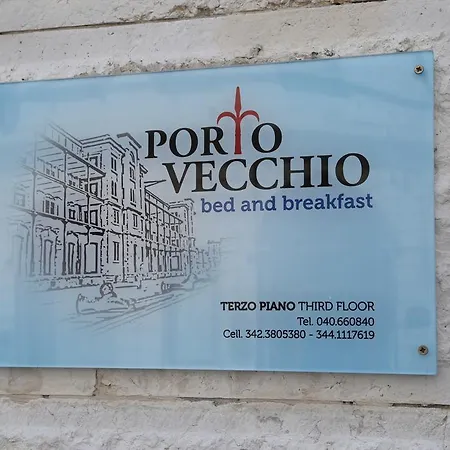 PORTO
VECCHIO
bed and breakfast
TERZO PIANO THIRD FLOOR
Tel. 040.660840
Cell. 342.3805380 - 344.1117619